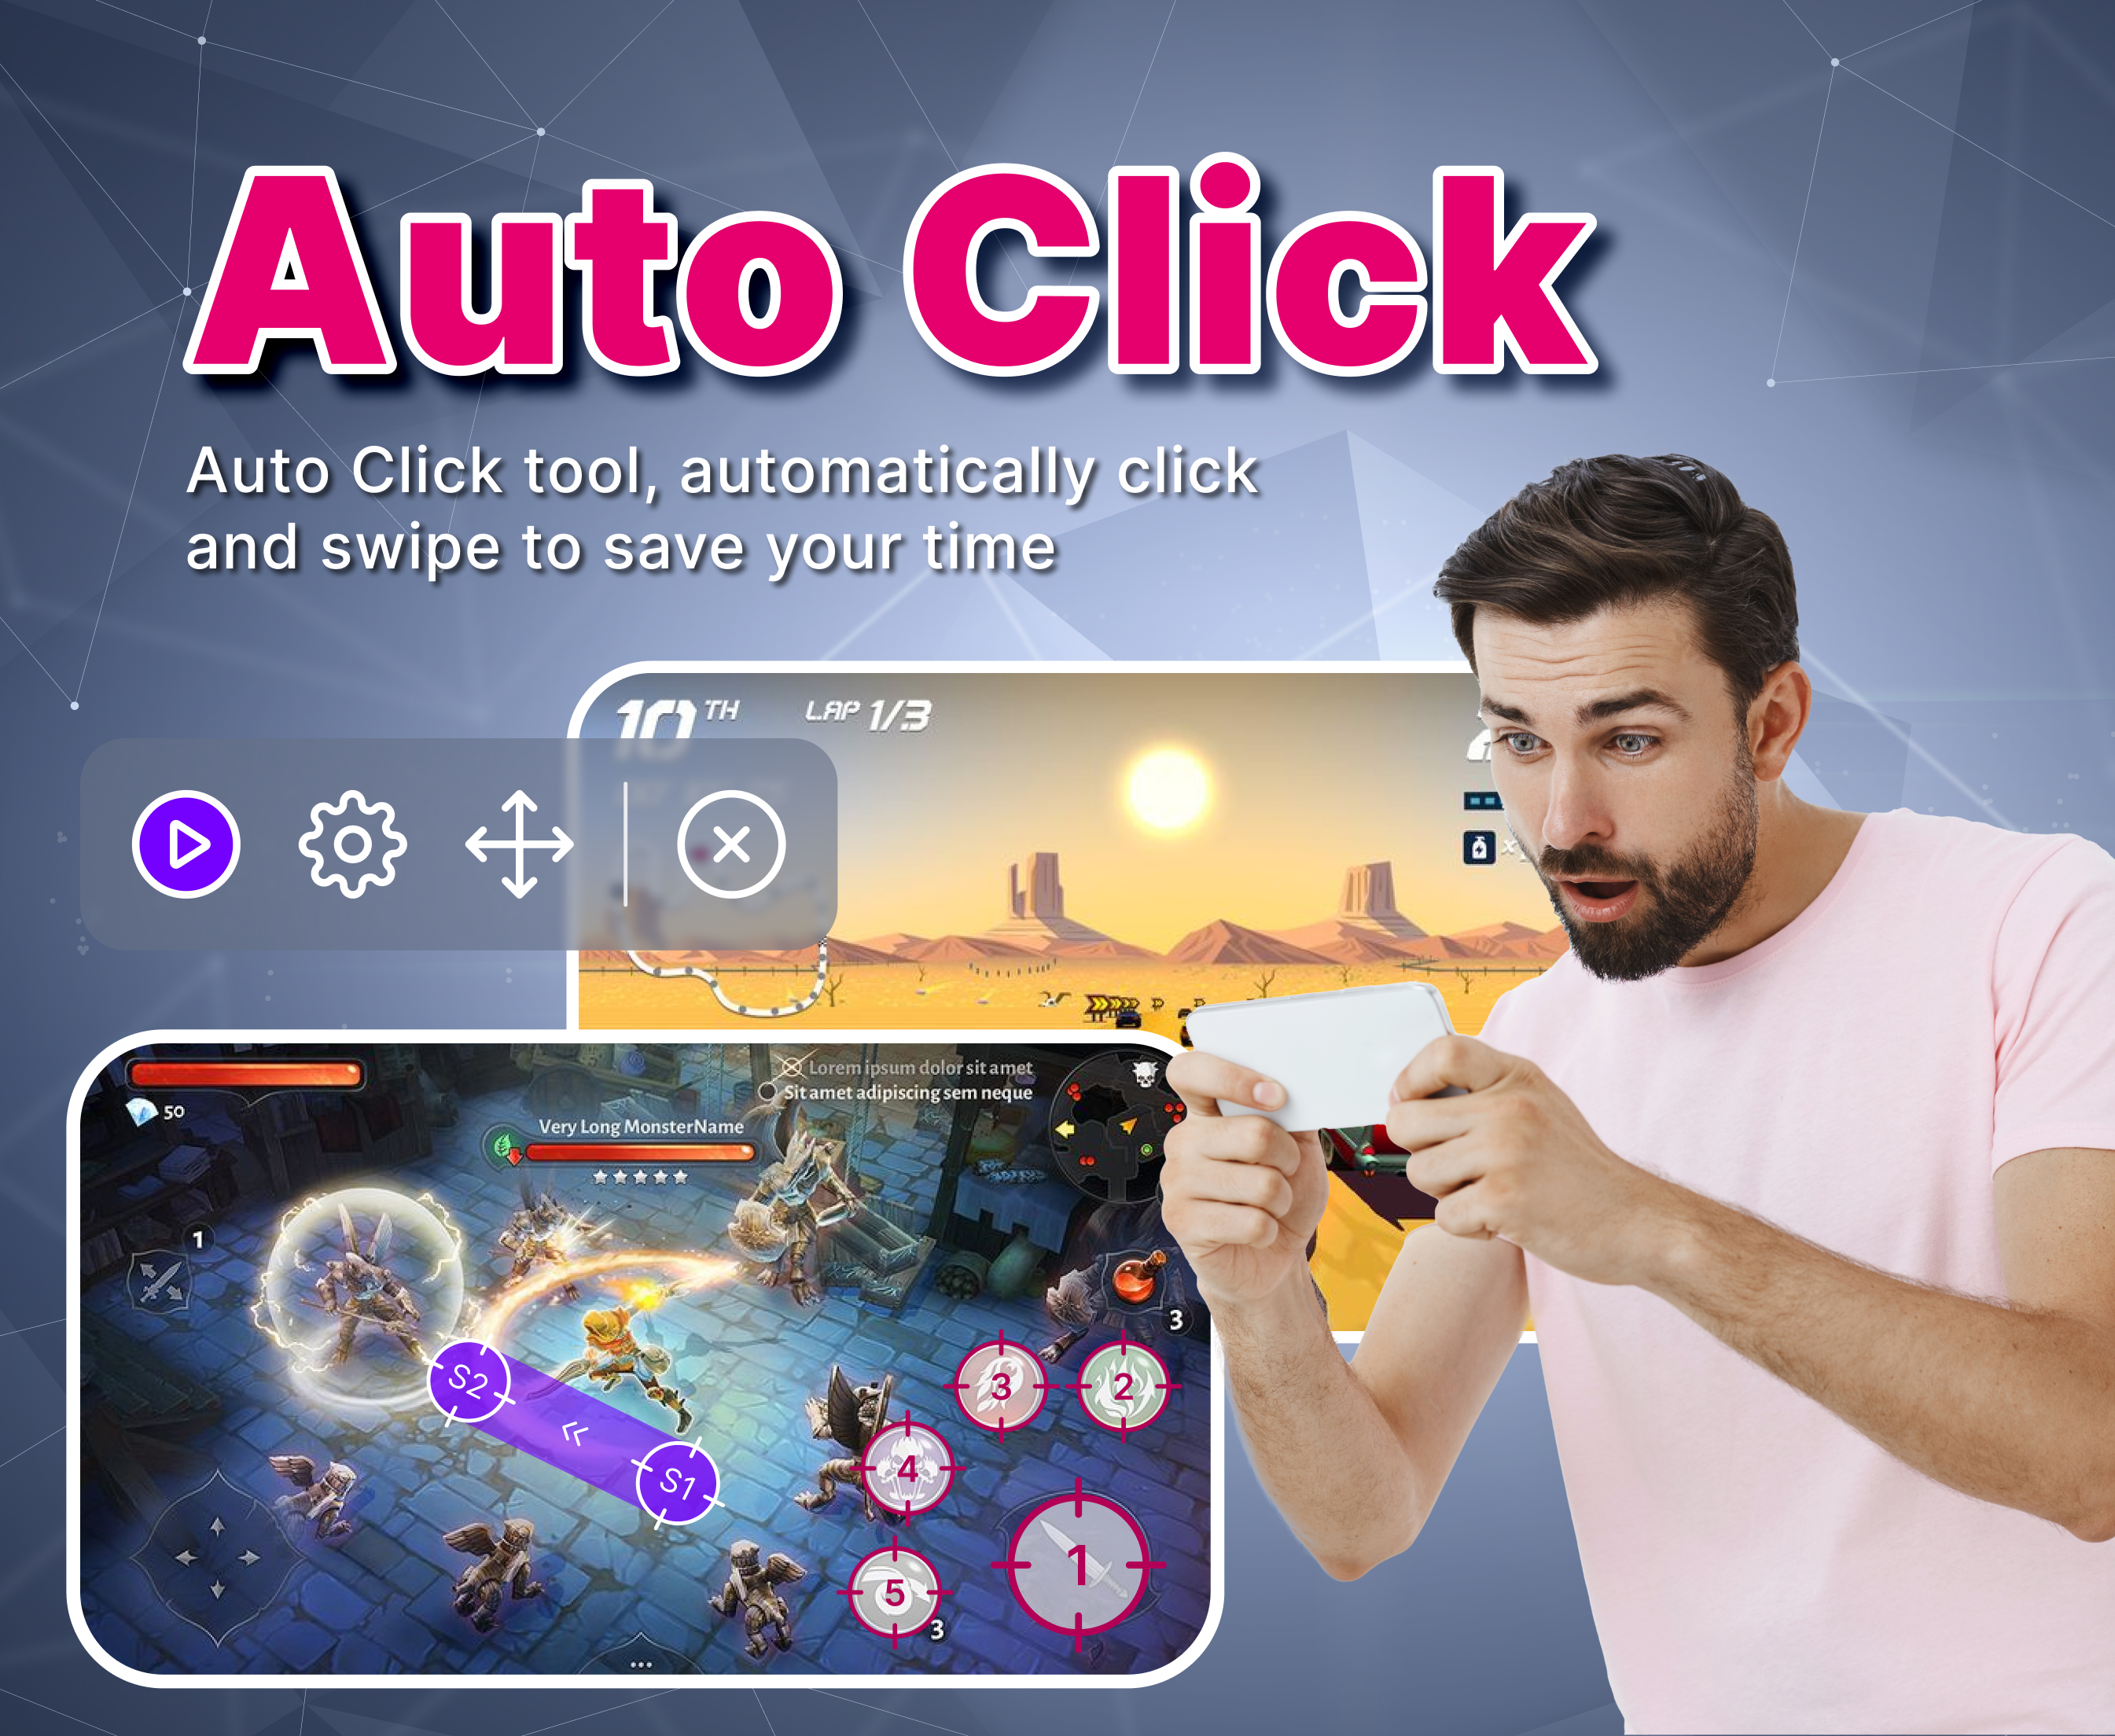 Auto Click
Auto Click tool, automatically click
and swipe to save your time
10TH
LAP 1/3
50
Lorem ipsum dolor sit amet
Sit amet adipiscing sem neque
Very Long MonsterName
1
3
S2
S1
3
2
4
1
5
3